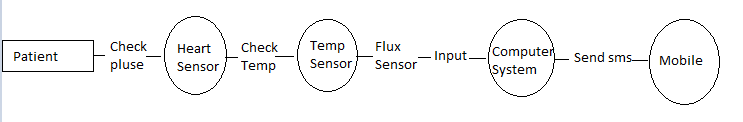 Patient
Check
pluse
Heart
Sensor
Check
Temp
Temp
Sensor
Flux
Sensor
Input
Computer
System
Send sms
Mobile